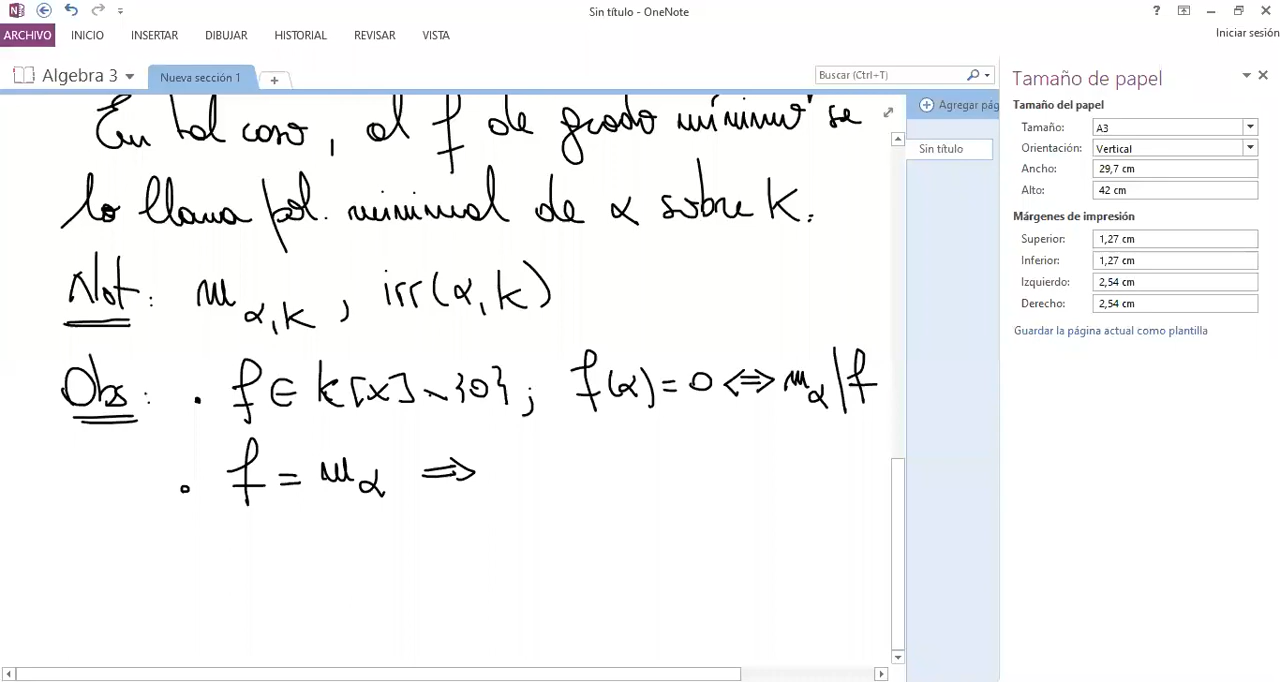 Sin título - OneNote
ARCHIVO INICIO INSERTAR DIBUJAR HISTORIAL REVISAR VISTA
Iniciar sesión
Algebra 3
Nueva sección 1
Buscar (Ctrl+T)
Agregar pág
Sin título
En tal caso, al f de grado mínimo se
lo llama pol. minimal de α sobre K.
Not: m_{α,K}, irr(α,K)
Obs: . f ∈ K[X] \ {0}; f(α) = 0 ⟺ m_α | f
. f = m_α ⟹
Tamaño de papel
Tamaño del papel
Tamaño: A3
Orientación: Vertical
Ancho: 29,7 cm
Alto: 42 cm
Márgenes de impresión
Superior: 1,27 cm
Inferior: 1,27 cm
Izquierdo: 2,54 cm
Derecho: 2,54 cm
Guardar la página actual como plantilla